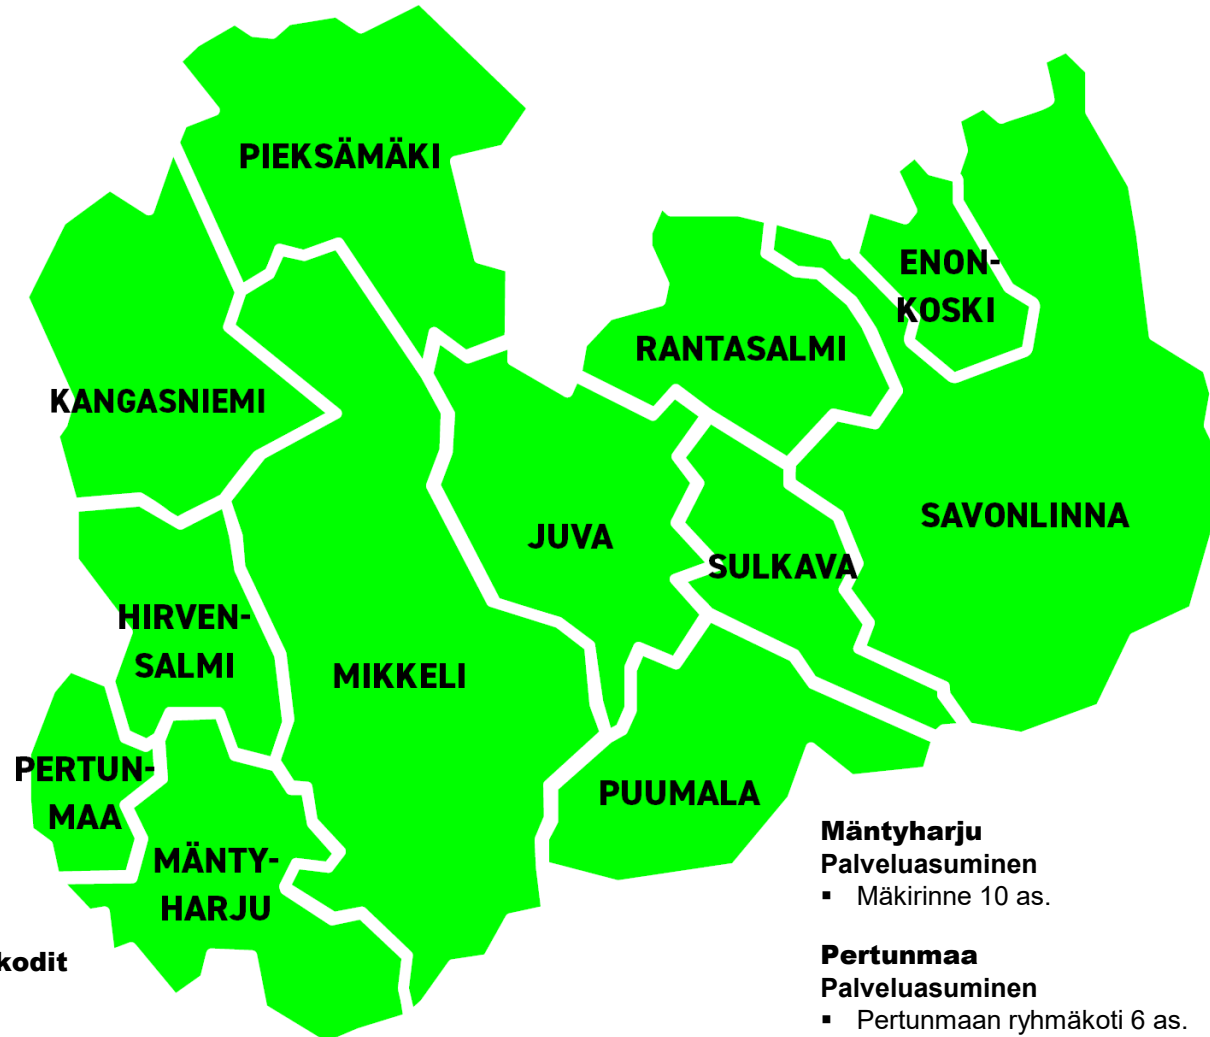 PIEKSÄMÄKI
ENON-
KOSKI
RANTASALMI
KANGASNIEMI
SAVONLINNA
JUVA
SULKAVA
HIRVEN-
SALMI
MIKKELI
PERTUN-
MAA
PUUMALA
MÄNTY-
HARJU
kodit
Mäntyharju
Palveluasuminen
▪ Mäkirinne 10 as.
Pertunmaa
Palveluasuminen
▪ Pertunmaan ryhmäkoti 6 as.